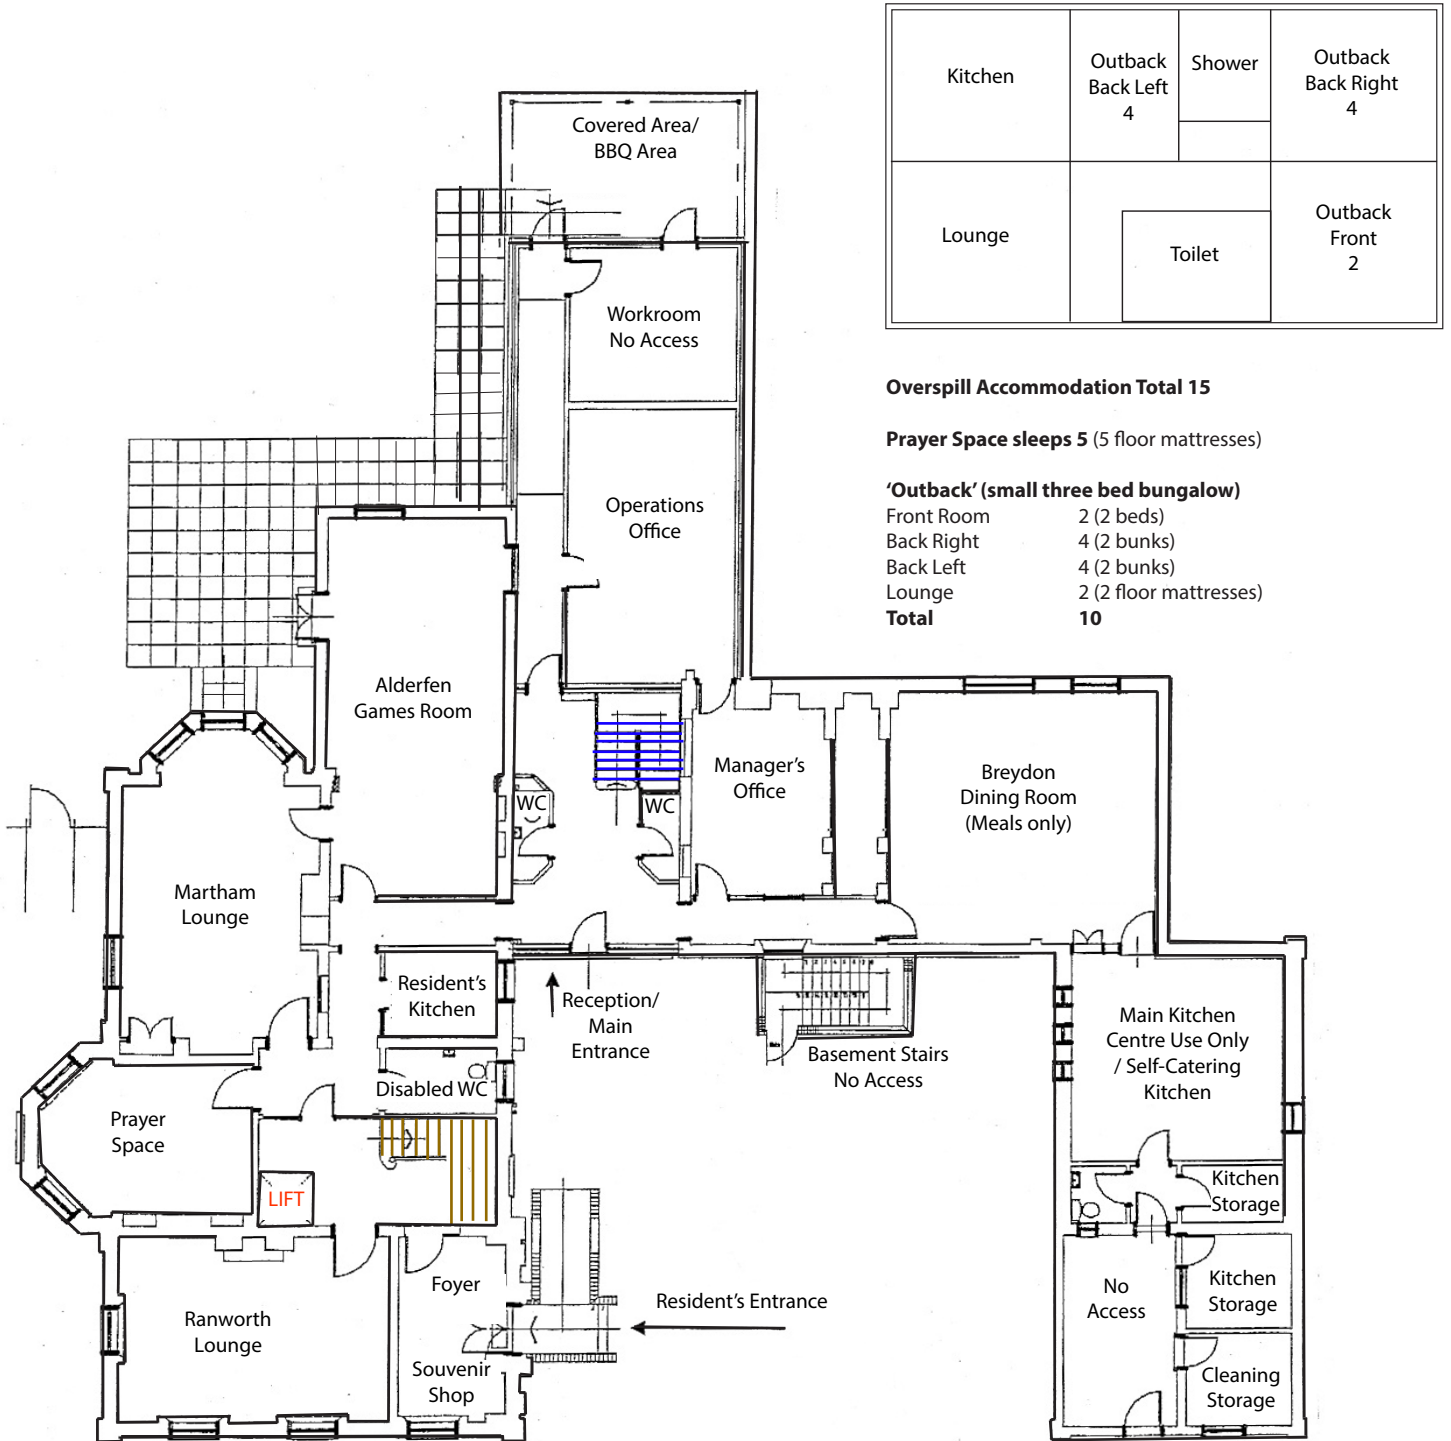 Kitchen
Outback
Back Left
4
Shower
Outback
Back Right
4
Lounge
Toilet
Outback
Front
2
Covered Area/
BBQ Area
Workroom
No Access
Operations
Office
Overspill Accommodation Total 15
Prayer Space sleeps 5 (5 floor mattresses)
‘Outback’ (small three bed bungalow)
Front Room 2 (2 beds)
Back Right 4 (2 bunks)
Back Left 4 (2 bunks)
Lounge 2 (2 floor mattresses)
Total 10
Alderfen
Games Room
WC
WC
Manager's
Office
Breydon
Dining Room
(Meals only)
Martham
Lounge
Resident's
Kitchen
Reception/
Main
Entrance
Basement Stairs
No Access
Main Kitchen
Centre Use Only
/ Self-Catering
Kitchen
Disabled WC
Prayer
Space
LIFT
Kitchen
Storage
Foyer
Resident's Entrance
Ranworth
Lounge
Souvenir
Shop
No
Access
Kitchen
Storage
Cleaning
Storage